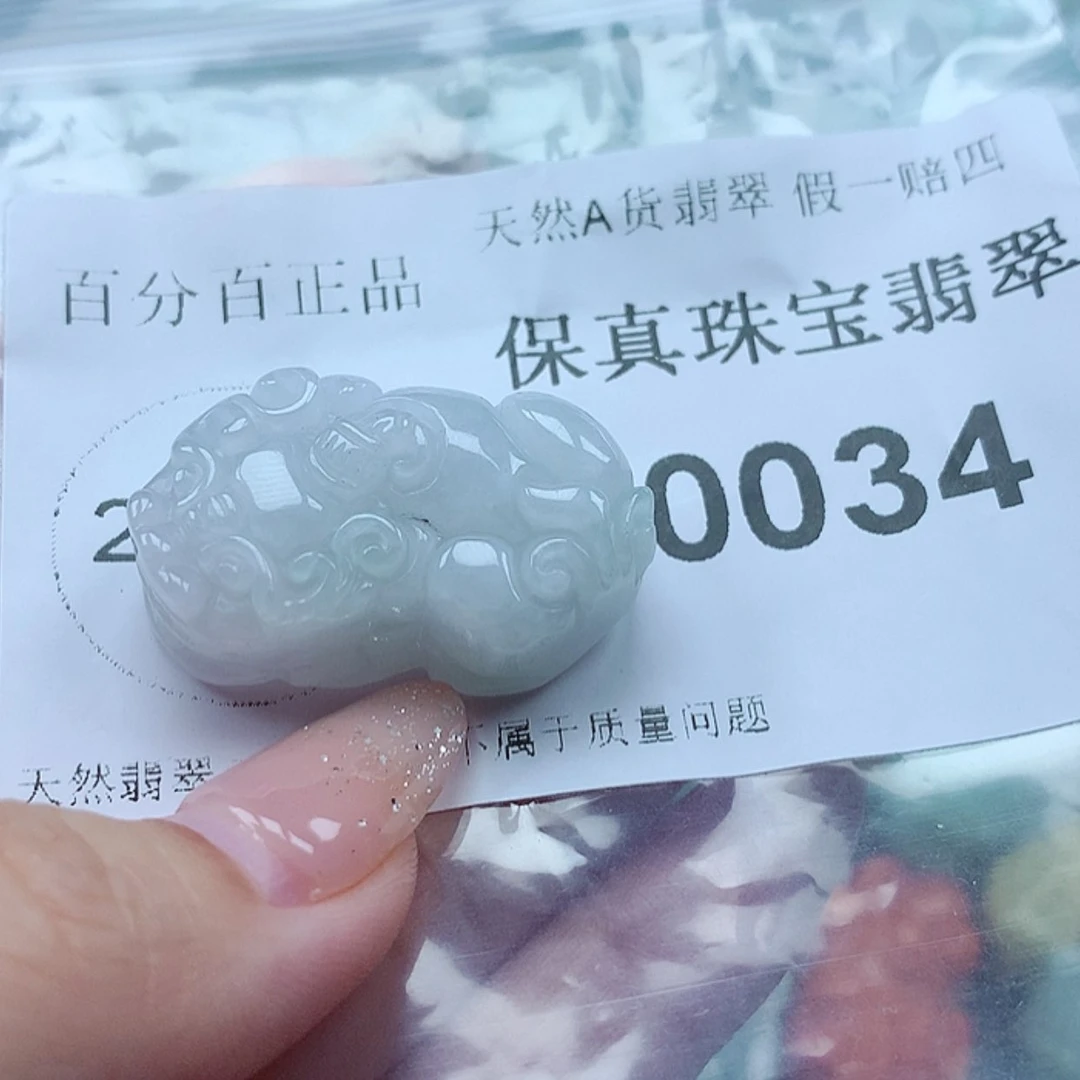 天然A货翡翠 假一赔四
百分百正品
保真珠宝翡翠
2 0034
天然翡翠 不属于质量问题